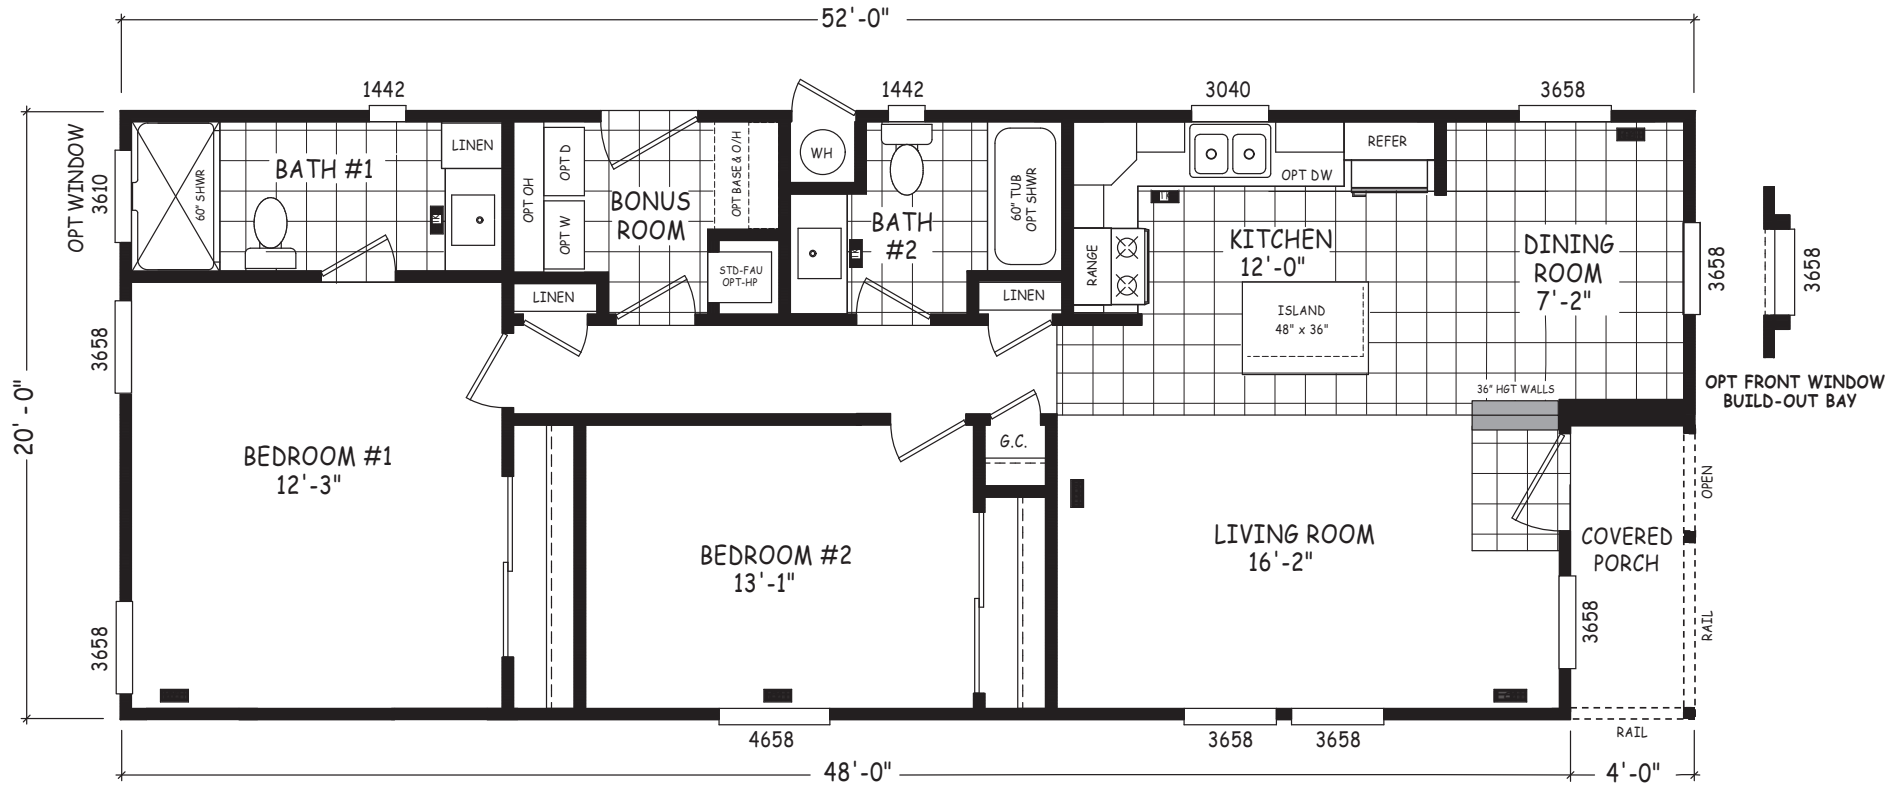 52'-0"
1442
1442
3040
3658
OPT WINDOW
3610
60" SHWR
BATH #1
LINEN
OPT OH
OPT D
OPT W
BONUS
ROOM
OPT BASE & O/H
STD-FAU
OPT-HP
WH
BATH
#2
60" TUB
OPT SHWR
REFER
OPT DW
RANGE
KITCHEN
12'-0"
ISLAND
48" x 36"
DINING
ROOM
7'-2"
3658
3658
OPT FRONT WINDOW
BUILD-OUT BAY
LINEN
LINEN
36" HGT WALLS
20'-0"
3658
3658
BEDROOM #1
12'-3"
BEDROOM #2
13'-1"
G.C.
LIVING ROOM
16'-2"
COVERED
PORCH
OPEN
RAIL
3658
RAIL
4658
3658
3658
48'-0"
4'-0"